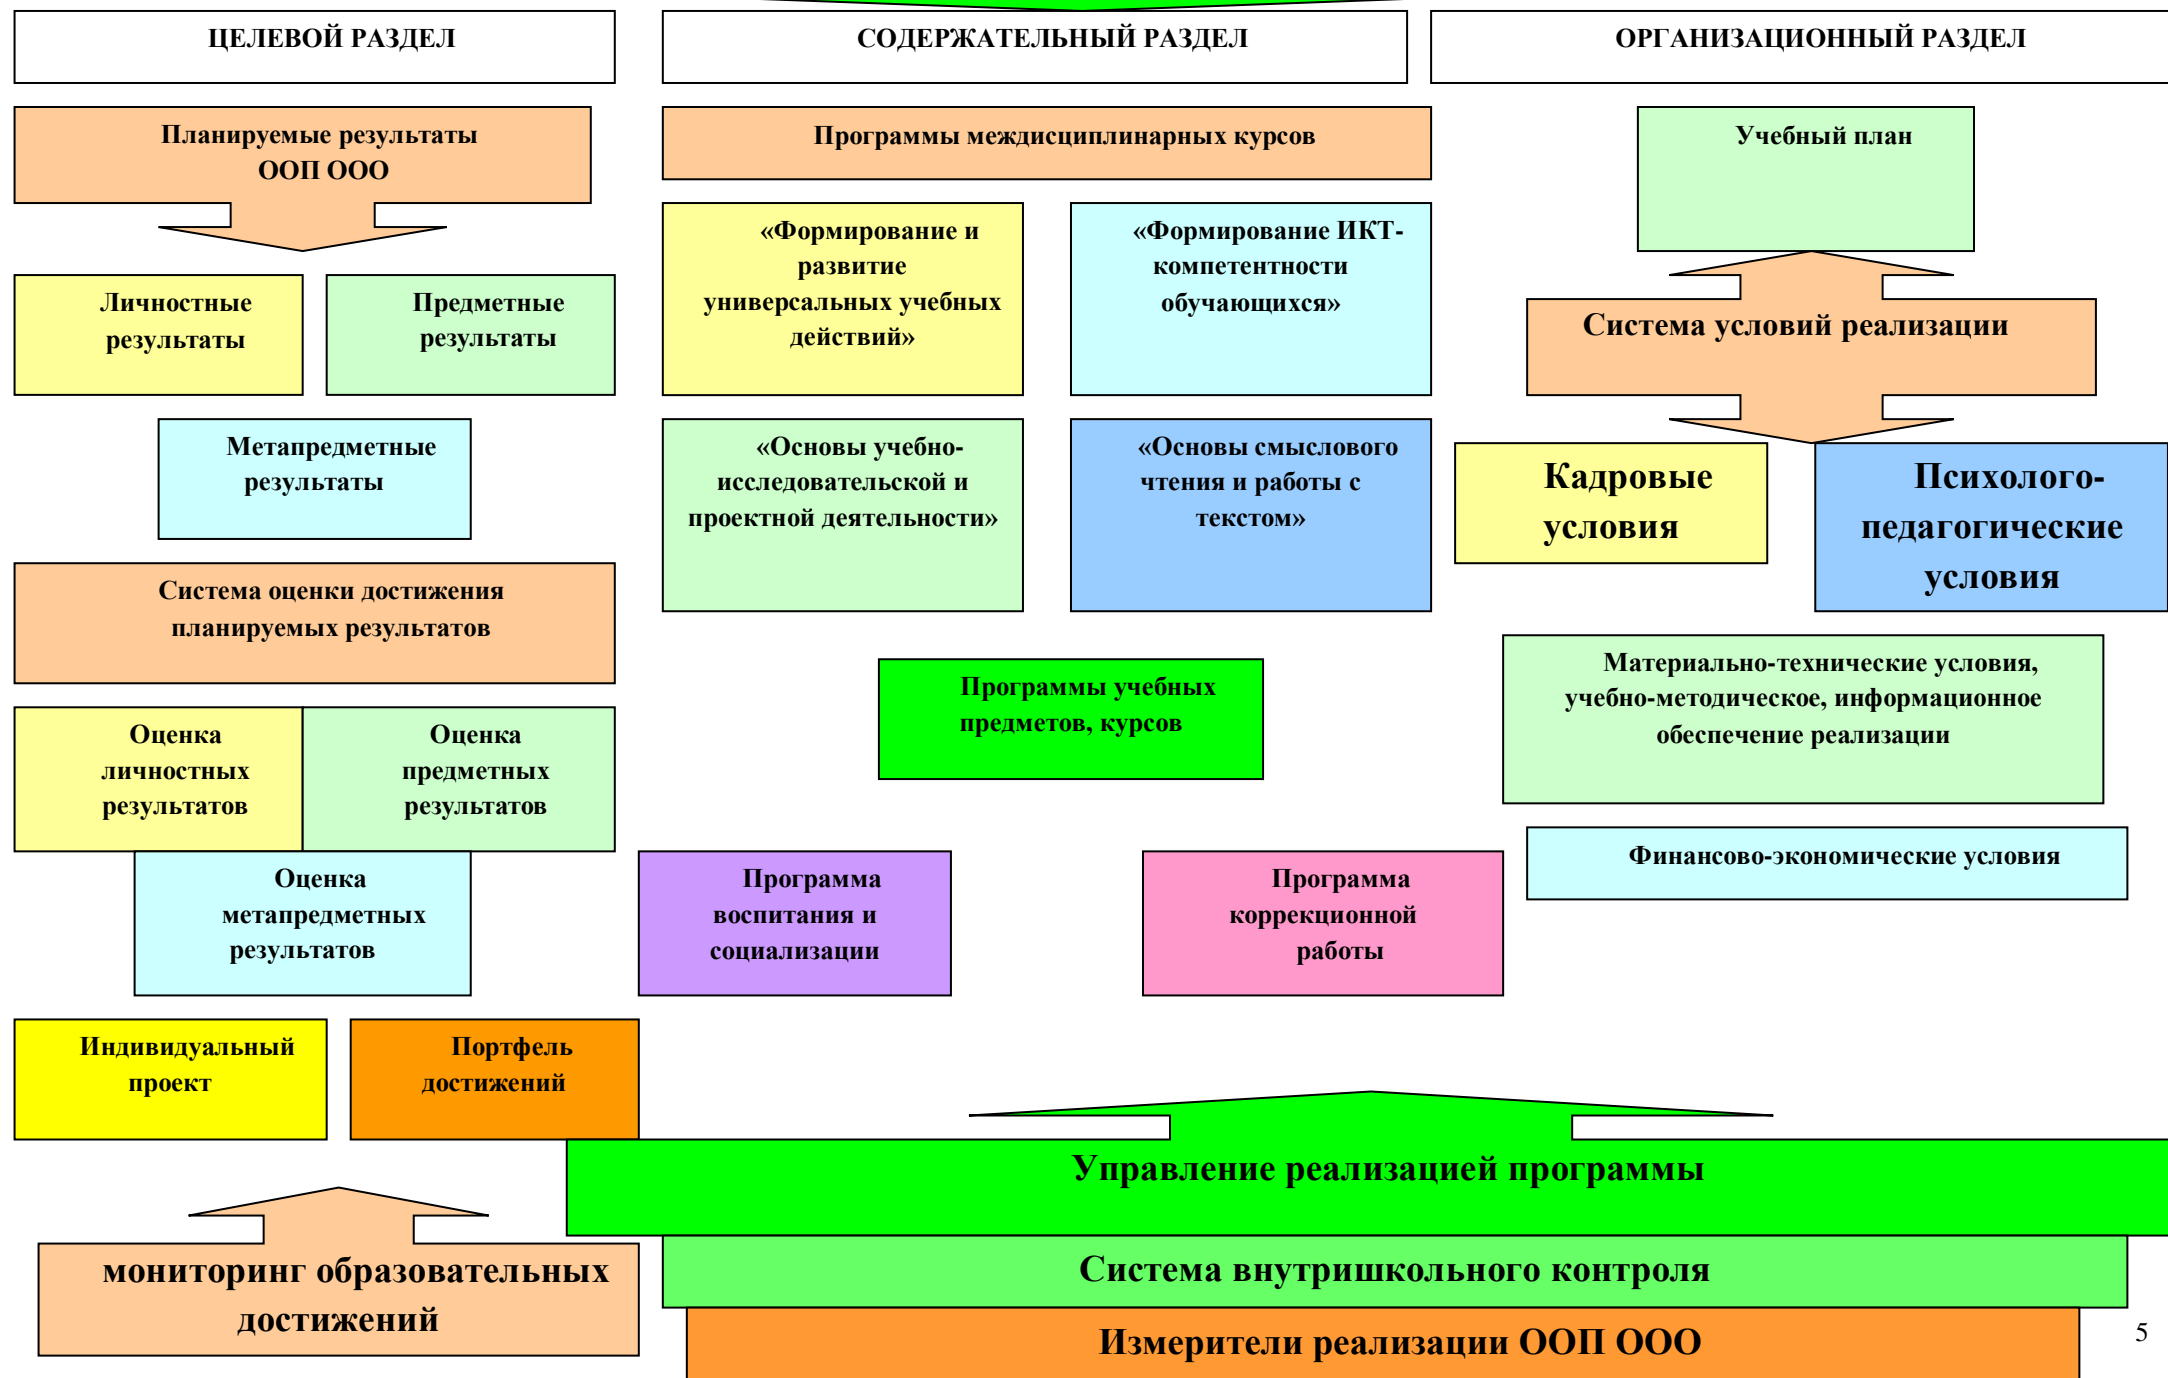 ЦЕЛЕВОЙ РАЗДЕЛ
СОДЕРЖАТЕЛЬНЫЙ РАЗДЕЛ
ОРГАНИЗАЦИОННЫЙ РАЗДЕЛ
Планируемые результаты
ООП ООО
Личностные
результаты
Предметные
результаты
Метапредметные
результаты
Система оценки достижения
планируемых результатов
Оценка
личностных
результатов
Оценка
предметных
результатов
Оценка
метапредметных
результатов
Индивидуальный
проект
Портфель
достижений
мониторинг образовательных
достижений
Программы междисциплинарных курсов
«Формирование и
развитие
универсальных учебных
действий»
«Формирование ИКТ-
компетентности
обучающихся»
«Основы учебно-
исследовательской и
проектной деятельности»
«Основы смыслового
чтения и работы с
текстом»
Программы учебных
предметов, курсов
Программа
воспитания и
социализации
Программа
коррекционной
работы
Учебный план
Система условий реализации
Кадровые
условия
Психолого-
педагогические
условия
Материально-технические условия,
учебно-методическое, информационное
обеспечение реализации
Финансово-экономические условия
Управление реализацией программы
Система внутришкольного контроля
Измерители реализации ООП ООО
5